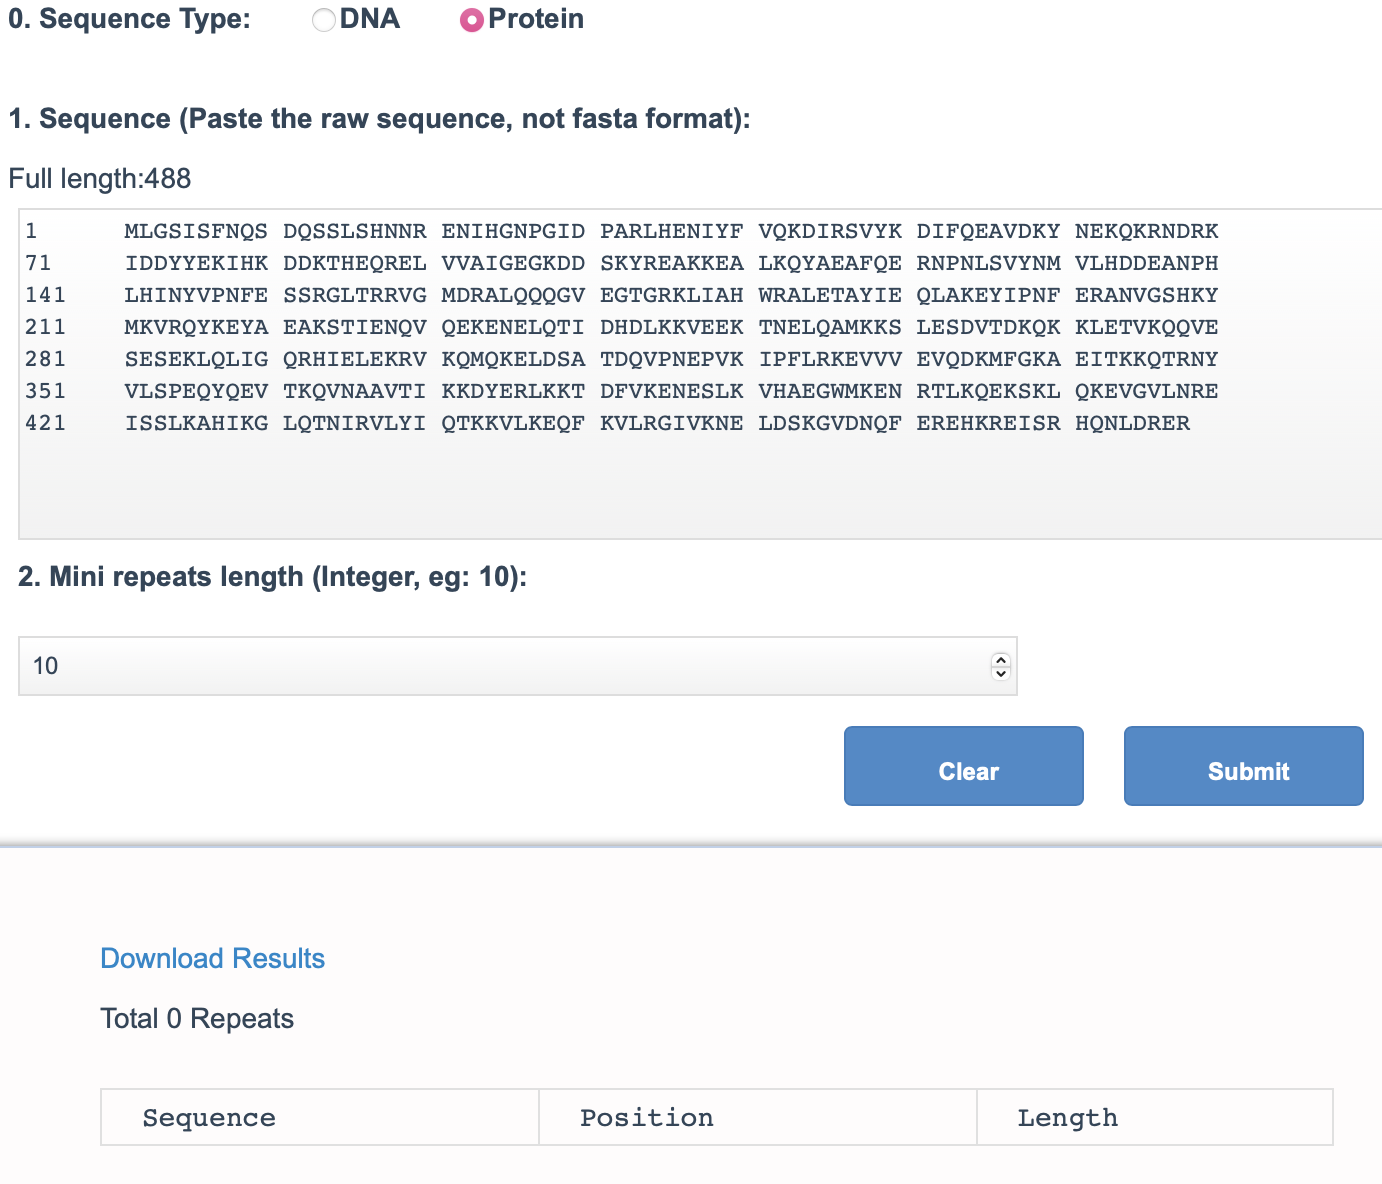 0. Sequence Type: DNA Protein
1. Sequence (Paste the raw sequence, not fasta format):
Full length:488
1 MLGSISFNQS DQSSLSHNNR ENIHGNPGID PARLHENIYF VQKDIRSVYK DIFQEAVDKY NEKQKRNDRK
71 IDDYYEKIHK DDKTHEQREL VVAIGEGKDD SKYREAKKEA LKQYAEAFQE RNPNLSVYNM VLHDDEANPH
141 LHINYVPNFE SSRGLTRRVG MDRALQQQGV EGTGRKLIAH WRALETAYIE QLAKEYIPNF ERANVGSHKY
211 MKVRQYKEYA EAKSTIENQV QEKENELQTI DHDLKKVEEK TNELQAMKKS LESDVTDKQK KLETVKQQVE
281 SESEKLQLIG QRHIELEKRV KQMQKELDSA TDQVPNEPVK IPFLRKEVVV EVQDKMFGKA EITKKQTRNY
351 VLSPEQYQEV TKQVNAAVTI KKDYERLKKT DFVKENESLK VHAEGWMKEN RTLKQEKSKL QKEVGVLNRE
421 ISSLKAHIKG LQTNIRVLYI QTKKVLKEQF KVLRGIVKNE LDSKGVDNQF EREHKREISR HQNLDRER
2. Mini repeats length (Integer, eg: 10):
10
Clear Submit
Download Results
Total 0 Repeats
Sequence Position Length